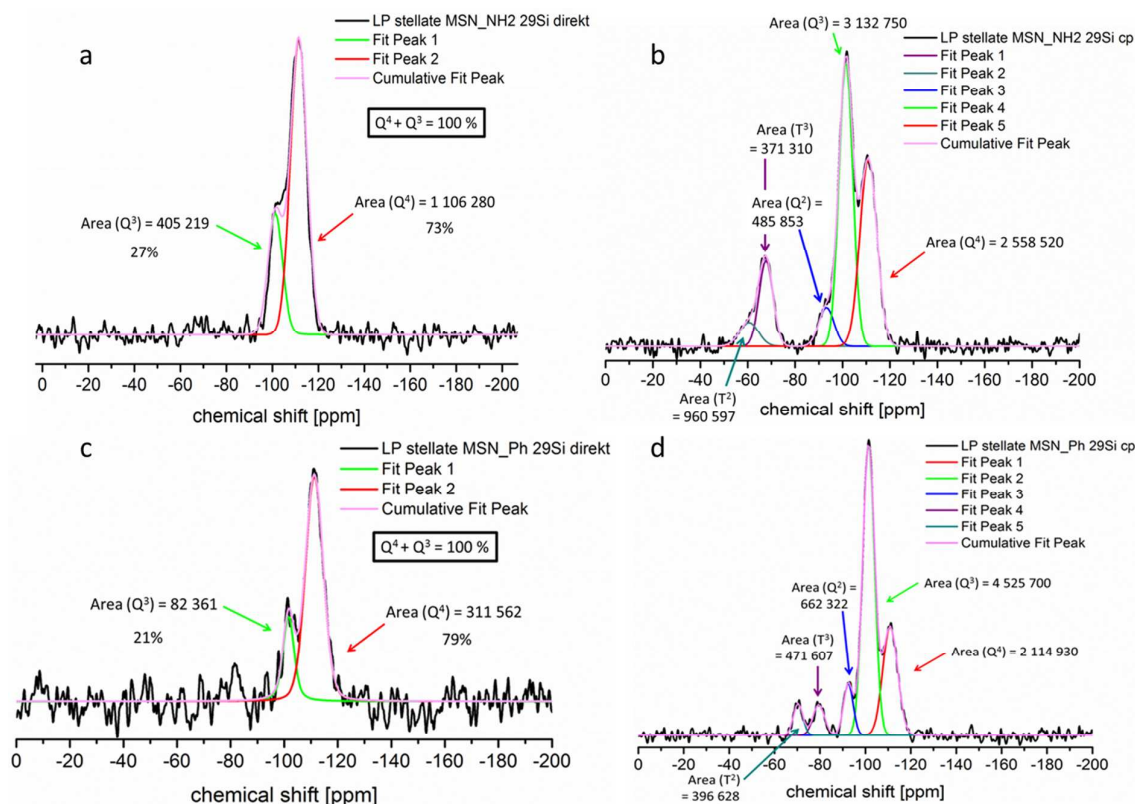 a
LP stellate MSN_NH2 29Si direkt
Fit Peak 1
Fit Peak 2
Cumulative Fit Peak
Q⁴ + Q³ = 100 %
Area (Q³) = 405 219
27%
Area (Q⁴) = 1 106 280
73%
0 -20 -40 -60 -80 -100 -120 -140 -160 -180 -200
chemical shift [ppm]
b
Area (Q³) = 3 132 750
LP stellate MSN_NH2 29Si cp
Fit Peak 1
Fit Peak 2
Fit Peak 3
Fit Peak 4
Fit Peak 5
Cumulative Fit Peak
Area (T³)
= 371 310
Area (Q²) =
485 853
Area (Q⁴) = 2 558 520
0 -20 -40 -60 -80 -100 -120 -140 -160 -180 -200
Area (T²)
= 960 597
chemical shift [ppm]
c
LP stellate MSN_Ph 29Si direkt
Fit Peak 1
Fit Peak 2
Cumulative Fit Peak
Q⁴ + Q³ = 100 %
Area (Q³) = 82 361
21%
Area (Q⁴) = 311 562
79%
0 -20 -40 -60 -80 -100 -120 -140 -160 -180 -200
chemical shift [ppm]
d
LP stellate MSN_Ph 29Si cp
Fit Peak 1
Fit Peak 2
Fit Peak 3
Fit Peak 4
Fit Peak 5
Cumulative Fit Peak
Area (Q²) =
662 322
Area (Q³) = 4 525 700
Area (T³)
= 471 607
Area (Q⁴) = 2 114 930
0 -20 -40 -60 -80 -100 -120 -140 -160 -180 -200
Area (T²)
= 396 628
chemical shift [ppm]